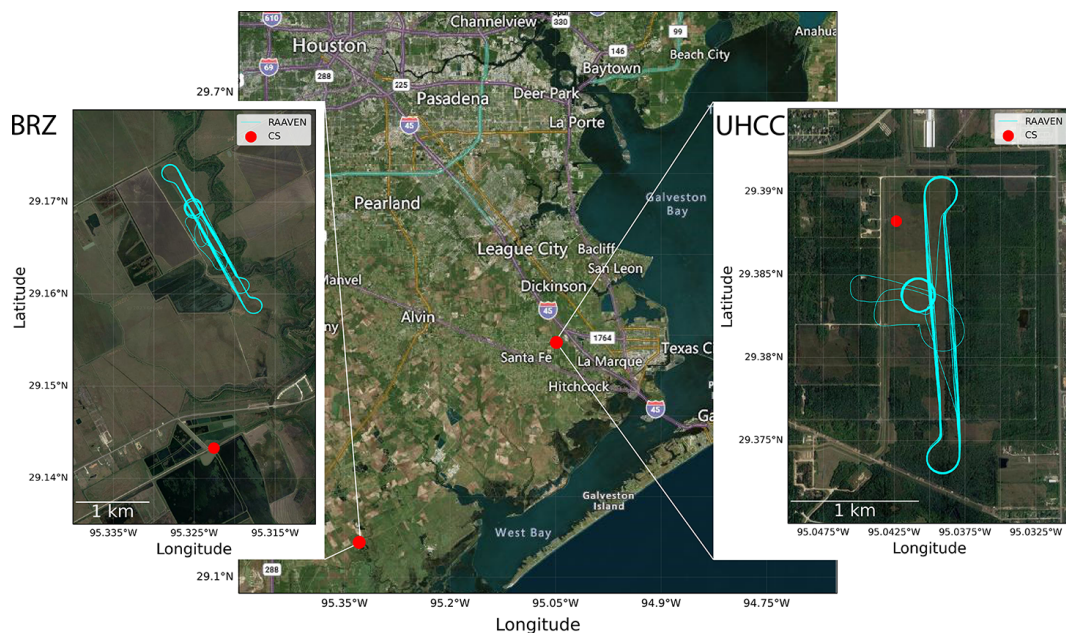 BRZ
RAAVEN
CS
29.17°N
29.16°N
29.15°N
29.14°N
Latitude
1 km
95.335°W
95.325°W
95.315°W
Longitude
610
Channelview
330
99
Anahua
Houston
146
Beach City
69
288
225
Baytown
Deer Park
29.7°N
Pasadena
45
La Porte
Pearland
Galveston
Bay
League City
Bacliff
San Leon
Manvel
Dickinson
45
ny
Alvin
1764
Santa Fe
La Marque
Texas C
Hitchcock
45
Ga
Galveston
Island
West Bay
288
29.1°N
95.35°W
95.2°W
95.05°W
94.9°W
94.75°W
Longitude
UHCC
RAAVEN
CS
29.39°N
29.385°N
29.38°N
29.375°N
Latitude
1 km
95.0475°W
95.0425°W
95.0375°W
95.0325°W
Longitude